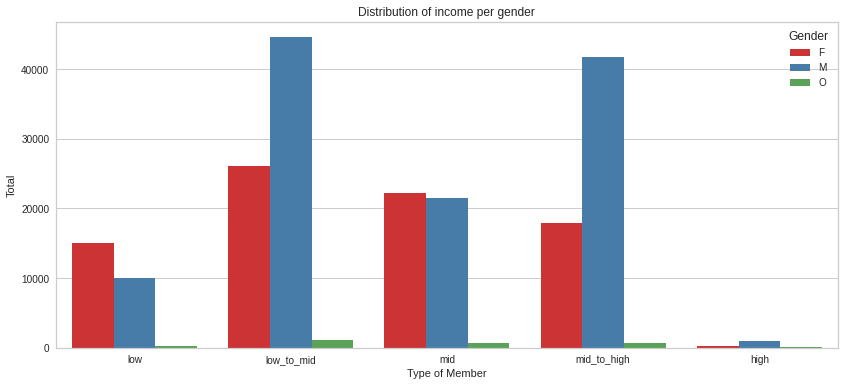 Distribution of income per gender
Gender
F
M
O
Total
40000
30000
20000
10000
0
low
low_to_mid
mid
mid_to_high
high
Type of Member